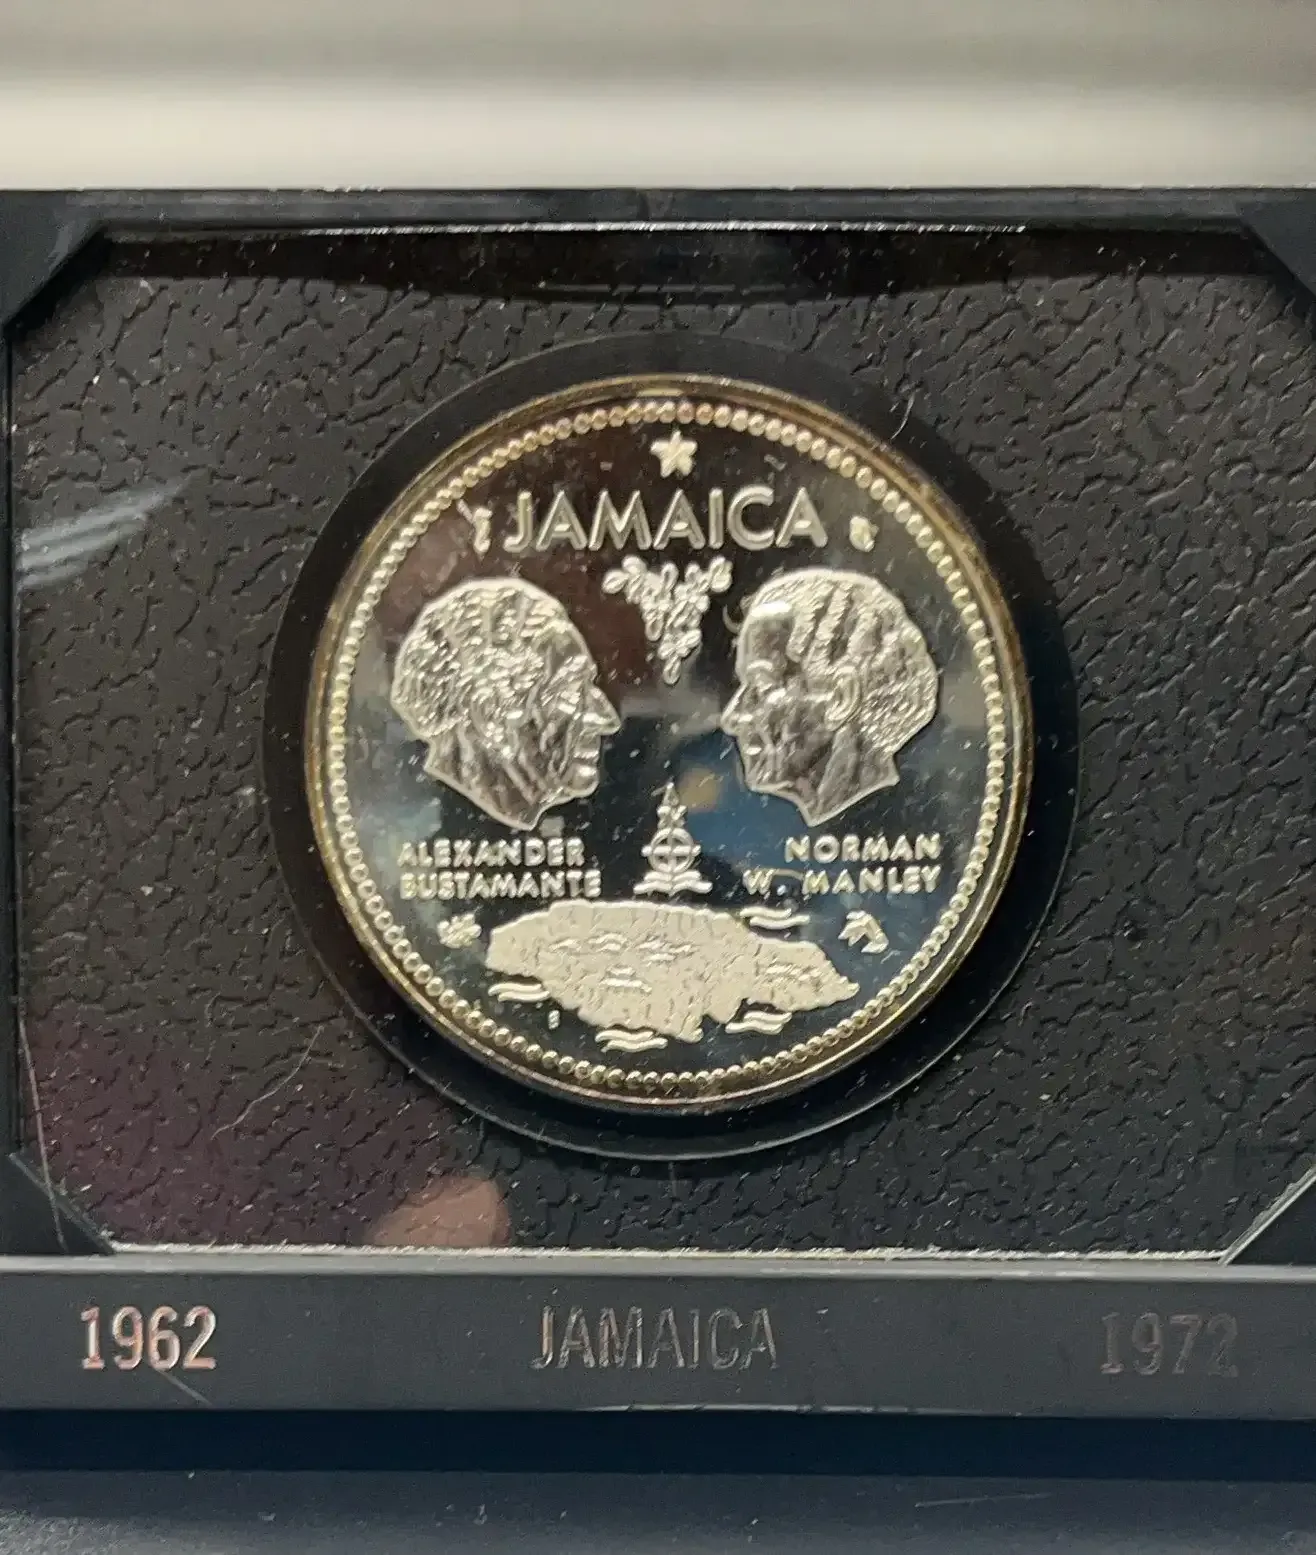 JAMAICA
ALEXANDER
BUSTAMANTE
NORMAN
W. MANLEY
1962 JAMAICA 1972